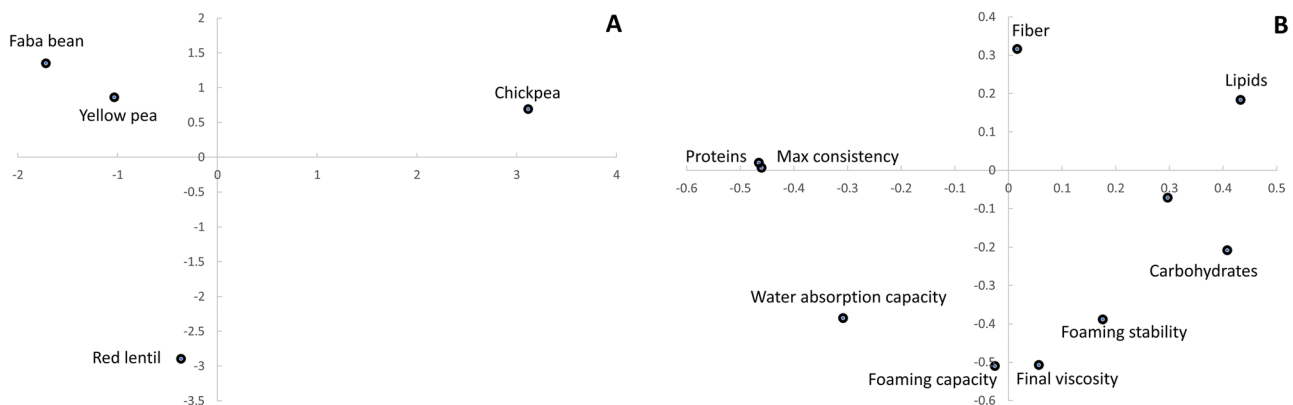 A
2
1.5
1
0.5
0
-0.5
-1
-1.5
-2
-2.5
-3
-3.5
-2
-1
0
1
2
3
4
Faba bean
Yellow pea
Chickpea
Red lentil
B
0.4
0.3
0.2
0.1
0
-0.1
-0.2
-0.3
-0.4
-0.5
-0.6
-0.6
-0.5
-0.4
-0.3
-0.2
-0.1
0
0.1
0.2
0.3
0.4
0.5
Fiber
Lipids
Proteins
Max consistency
Carbohydrates
Water absorption capacity
Foaming stability
Foaming capacity
Final viscosity